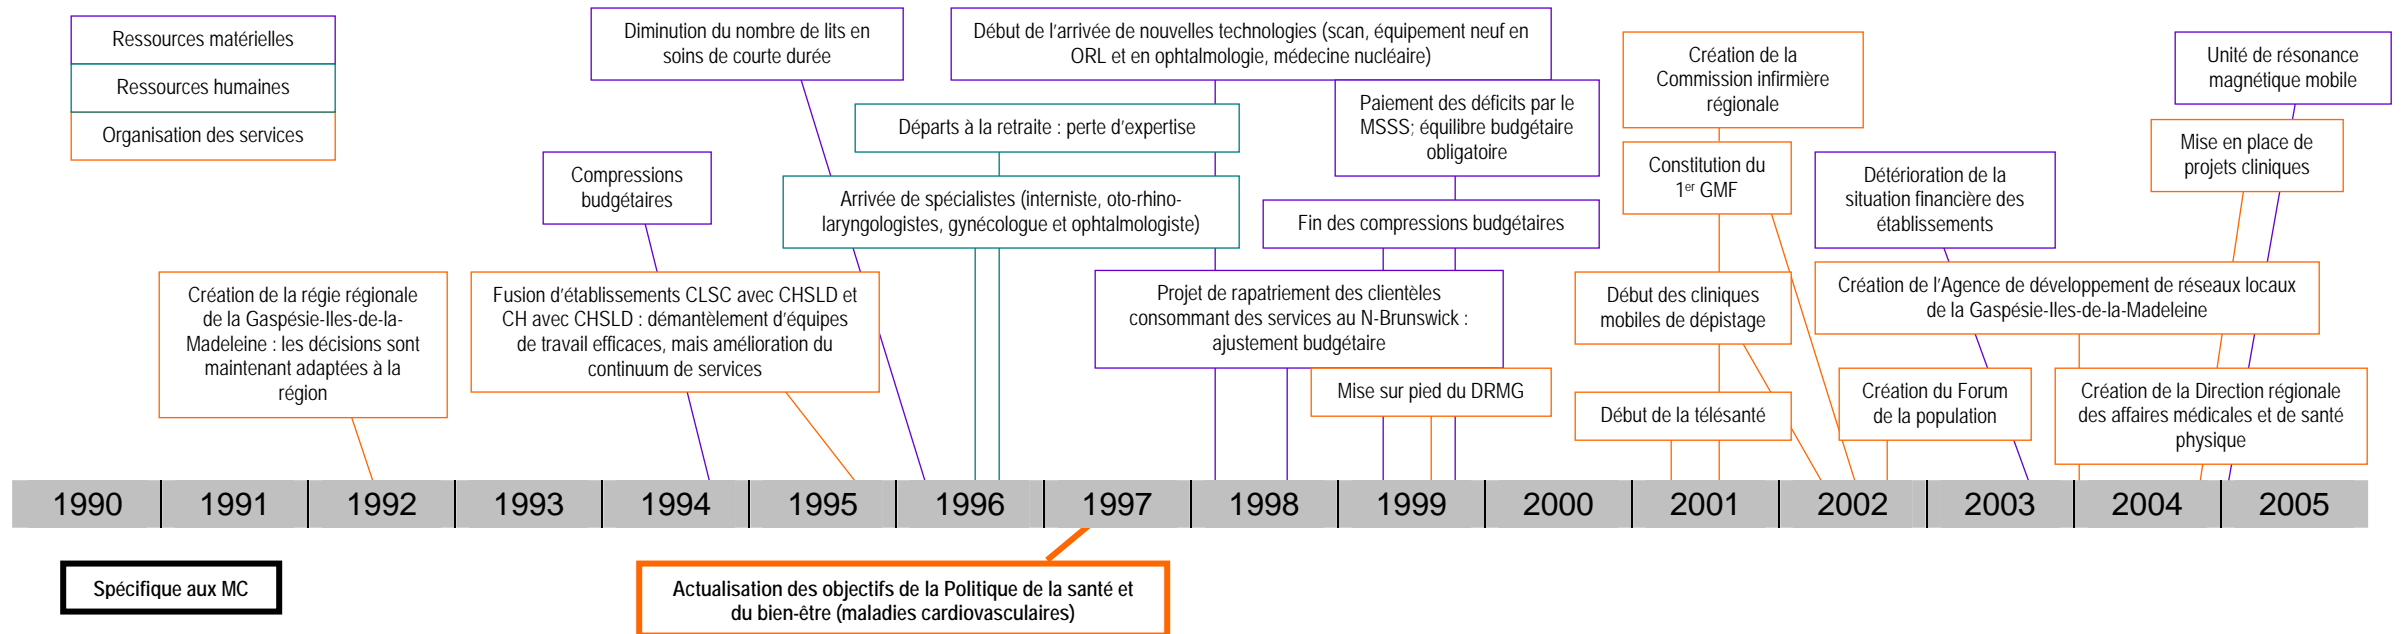 Ressources matérielles
Ressources humaines
Organisation des services
Diminution du nombre de lits en
soins de courte durée
Début de l'arrivée de nouvelles technologies (scan, équipement neuf en
ORL et en ophtalmologie, médecine nucléaire)
Création de la
Commission infirmière
régionale
Unité de résonance
magnétique mobile
Départs à la retraite : perte d'expertise
Paiement des déficits par le
MSSS; équilibre budgétaire
obligatoire
Mise en place de
projets cliniques
Compressions
budgétaires
Arrivée de spécialistes (interniste, oto-rhino-
laryngologistes, gynécologue et ophtalmologiste)
Fin des compressions budgétaires
Constitution du
1er GMF
Détérioration de la
situation financière des
établissements
Création de la régie régionale
de la Gaspésie-Iles-de-la-
Madeleine : les décisions sont
maintenant adaptées à la
région
Fusion d'établissements CLSC avec CHSLD et
CH avec CHSLD : démantèlement d'équipes
de travail efficaces, mais amélioration du
continuum de services
Projet de rapatriement des clientèles
consommant des services au N-Brunswick :
ajustement budgétaire
Début des cliniques
mobiles de dépistage
Création de l'Agence de développement de réseaux locaux
de la Gaspésie-Iles-de-la-Madeleine
Mise sur pied du DRMG
Début de la télésanté
Création du Forum
de la population
Création de la Direction régionale
des affaires médicales et de santé
physique
1990 1991 1992 1993 1994 1995 1996 1997 1998 1999 2000 2001 2002 2003 2004 2005
Spécifique aux MC
Actualisation des objectifs de la Politique de la santé et
du bien-être (maladies cardiovasculaires)